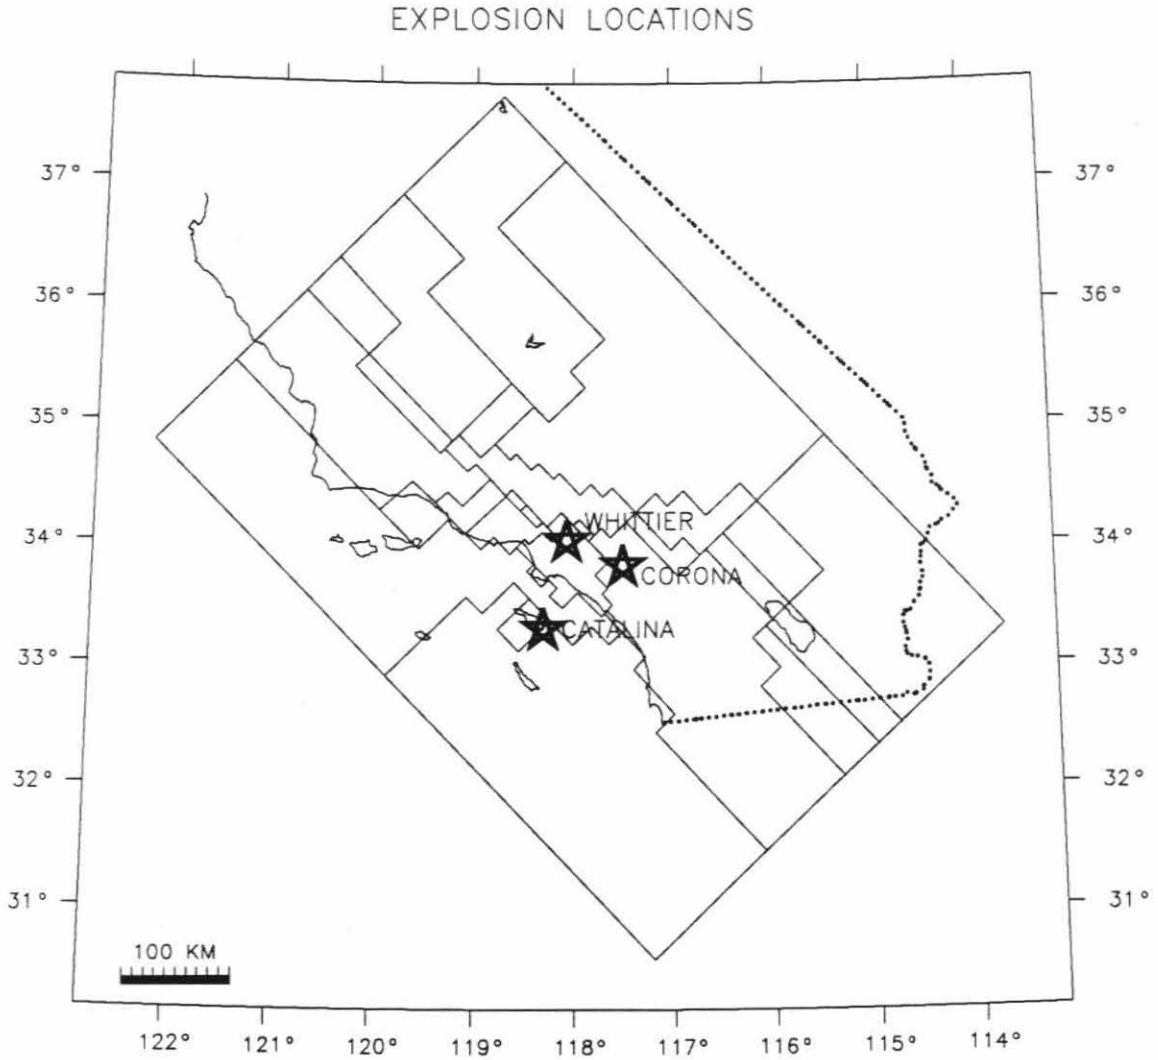 EXPLOSION LOCATIONS
37° 37°
36° 36°
35° 35°
WHITTIER
34° 34°
CORONA
CATALINA
33° 33°
32° 32°
31° 31°
100 KM
122° 121° 120° 119° 118° 117° 116° 115° 114°